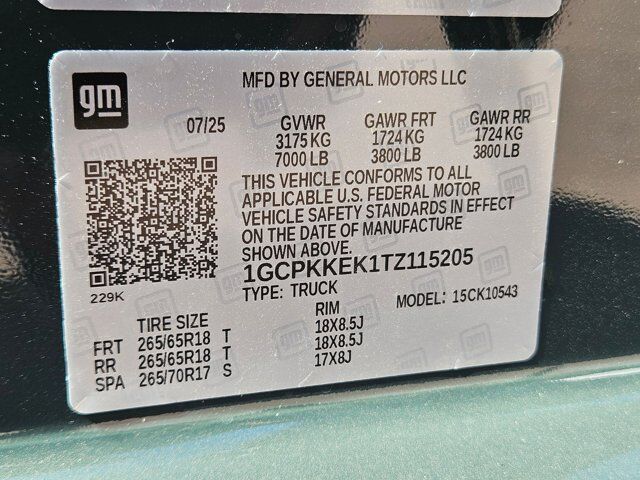 gm
MFD BY GENERAL MOTORS LLC
07/25 GVWR GAWR FRT GAWR RR
3175 KG 1724 KG 1724 KG
7000 LB 3800 LB 3800 LB
THIS VEHICLE CONFORMS TO ALL
APPLICABLE U.S. FEDERAL MOTOR
VEHICLE SAFETY STANDARDS IN EFFECT
ON THE DATE OF MANUFACTURE
SHOWN ABOVE.
1GCPKKEK1TZ115205
229K
TYPE: TRUCK MODEL: 15CK10543
TIRE SIZE RIM
FRT 265/65R18 T 18X8.5J
RR 265/65R18 T 18X8.5J
SPA 265/70R17 S 17X8J